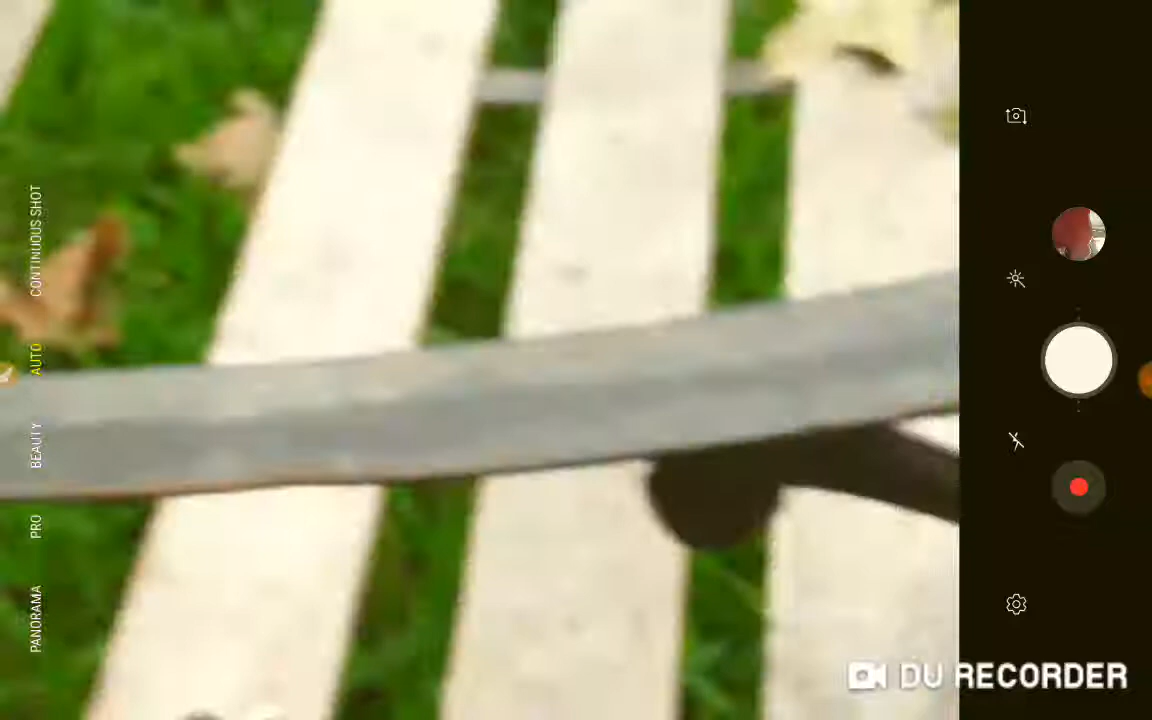 CONTINUOUS SHOT
AUTO
BEAUTY
PRO
PANORAMA
DU RECORDER